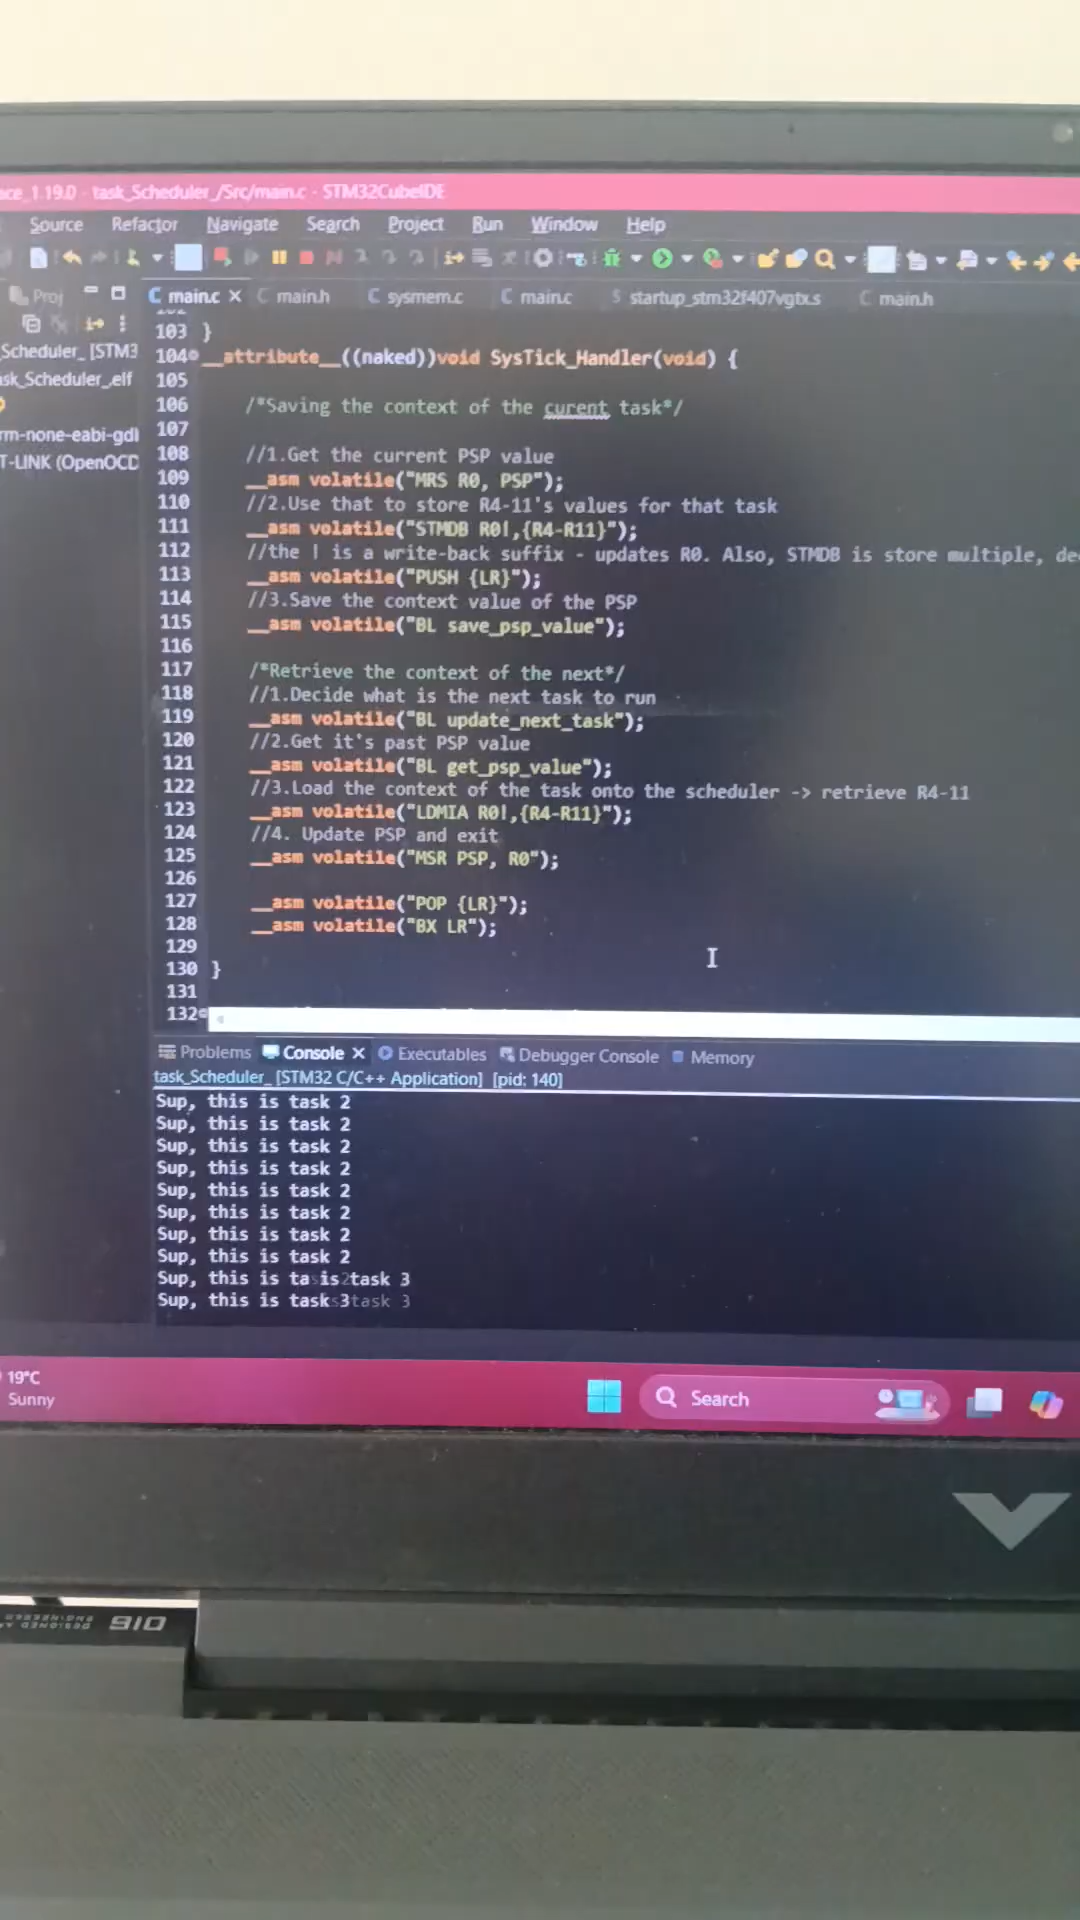 ace_1.19.0 - task_Scheduler_/Src/main.c - STM32CubeIDE
Source Refactor Navigate Search Project Run Window Help
Proj
main.c main.h sysmem.c main.c startup_stm32f407vgtx.s main.h
_Scheduler_ [STM3
sk_Scheduler_.elf
rm-none-eabi-gdl
T-LINK (OpenOCD
103 }
104 __attribute__((naked))void SysTick_Handler(void) {
105
106 /*Saving the context of the curent task*/
107
108 //1.Get the current PSP value
109 __asm volatile("MRS R0, PSP");
110 //2.Use that to store R4-11's values for that task
111 __asm volatile("STMDB R0!,{R4-R11}");
112 //the ! is a write-back suffix - updates R0. Also, STMDB is store multiple, de
113 __asm volatile("PUSH {LR}");
114 //3.Save the context value of the PSP
115 __asm volatile("BL save_psp_value");
116
117 /*Retrieve the context of the next*/
118 //1.Decide what is the next task to run
119 __asm volatile("BL update_next_task");
120 //2.Get it's past PSP value
121 __asm volatile("BL get_psp_value");
122 //3.Load the context of the task onto the scheduler -> retrieve R4-11
123 __asm volatile("LDMIA R0!,{R4-R11}");
124 //4. Update PSP and exit
125 __asm volatile("MSR PSP, R0");
126
127 __asm volatile("POP {LR}");
128 __asm volatile("BX LR");
129
130 }
131
132
Problems Console Executables Debugger Console Memory
task_Scheduler_ [STM32 C/C++ Application] [pid: 140]
Sup, this is task 2
Sup, this is task 2
Sup, this is task 2
Sup, this is task 2
Sup, this is task 2
Sup, this is task 2
Sup, this is task 2
Sup, this is task 2
Sup, this is ta is task 3
Sup, this is task 3 task 3
19°C
Sunny
Search